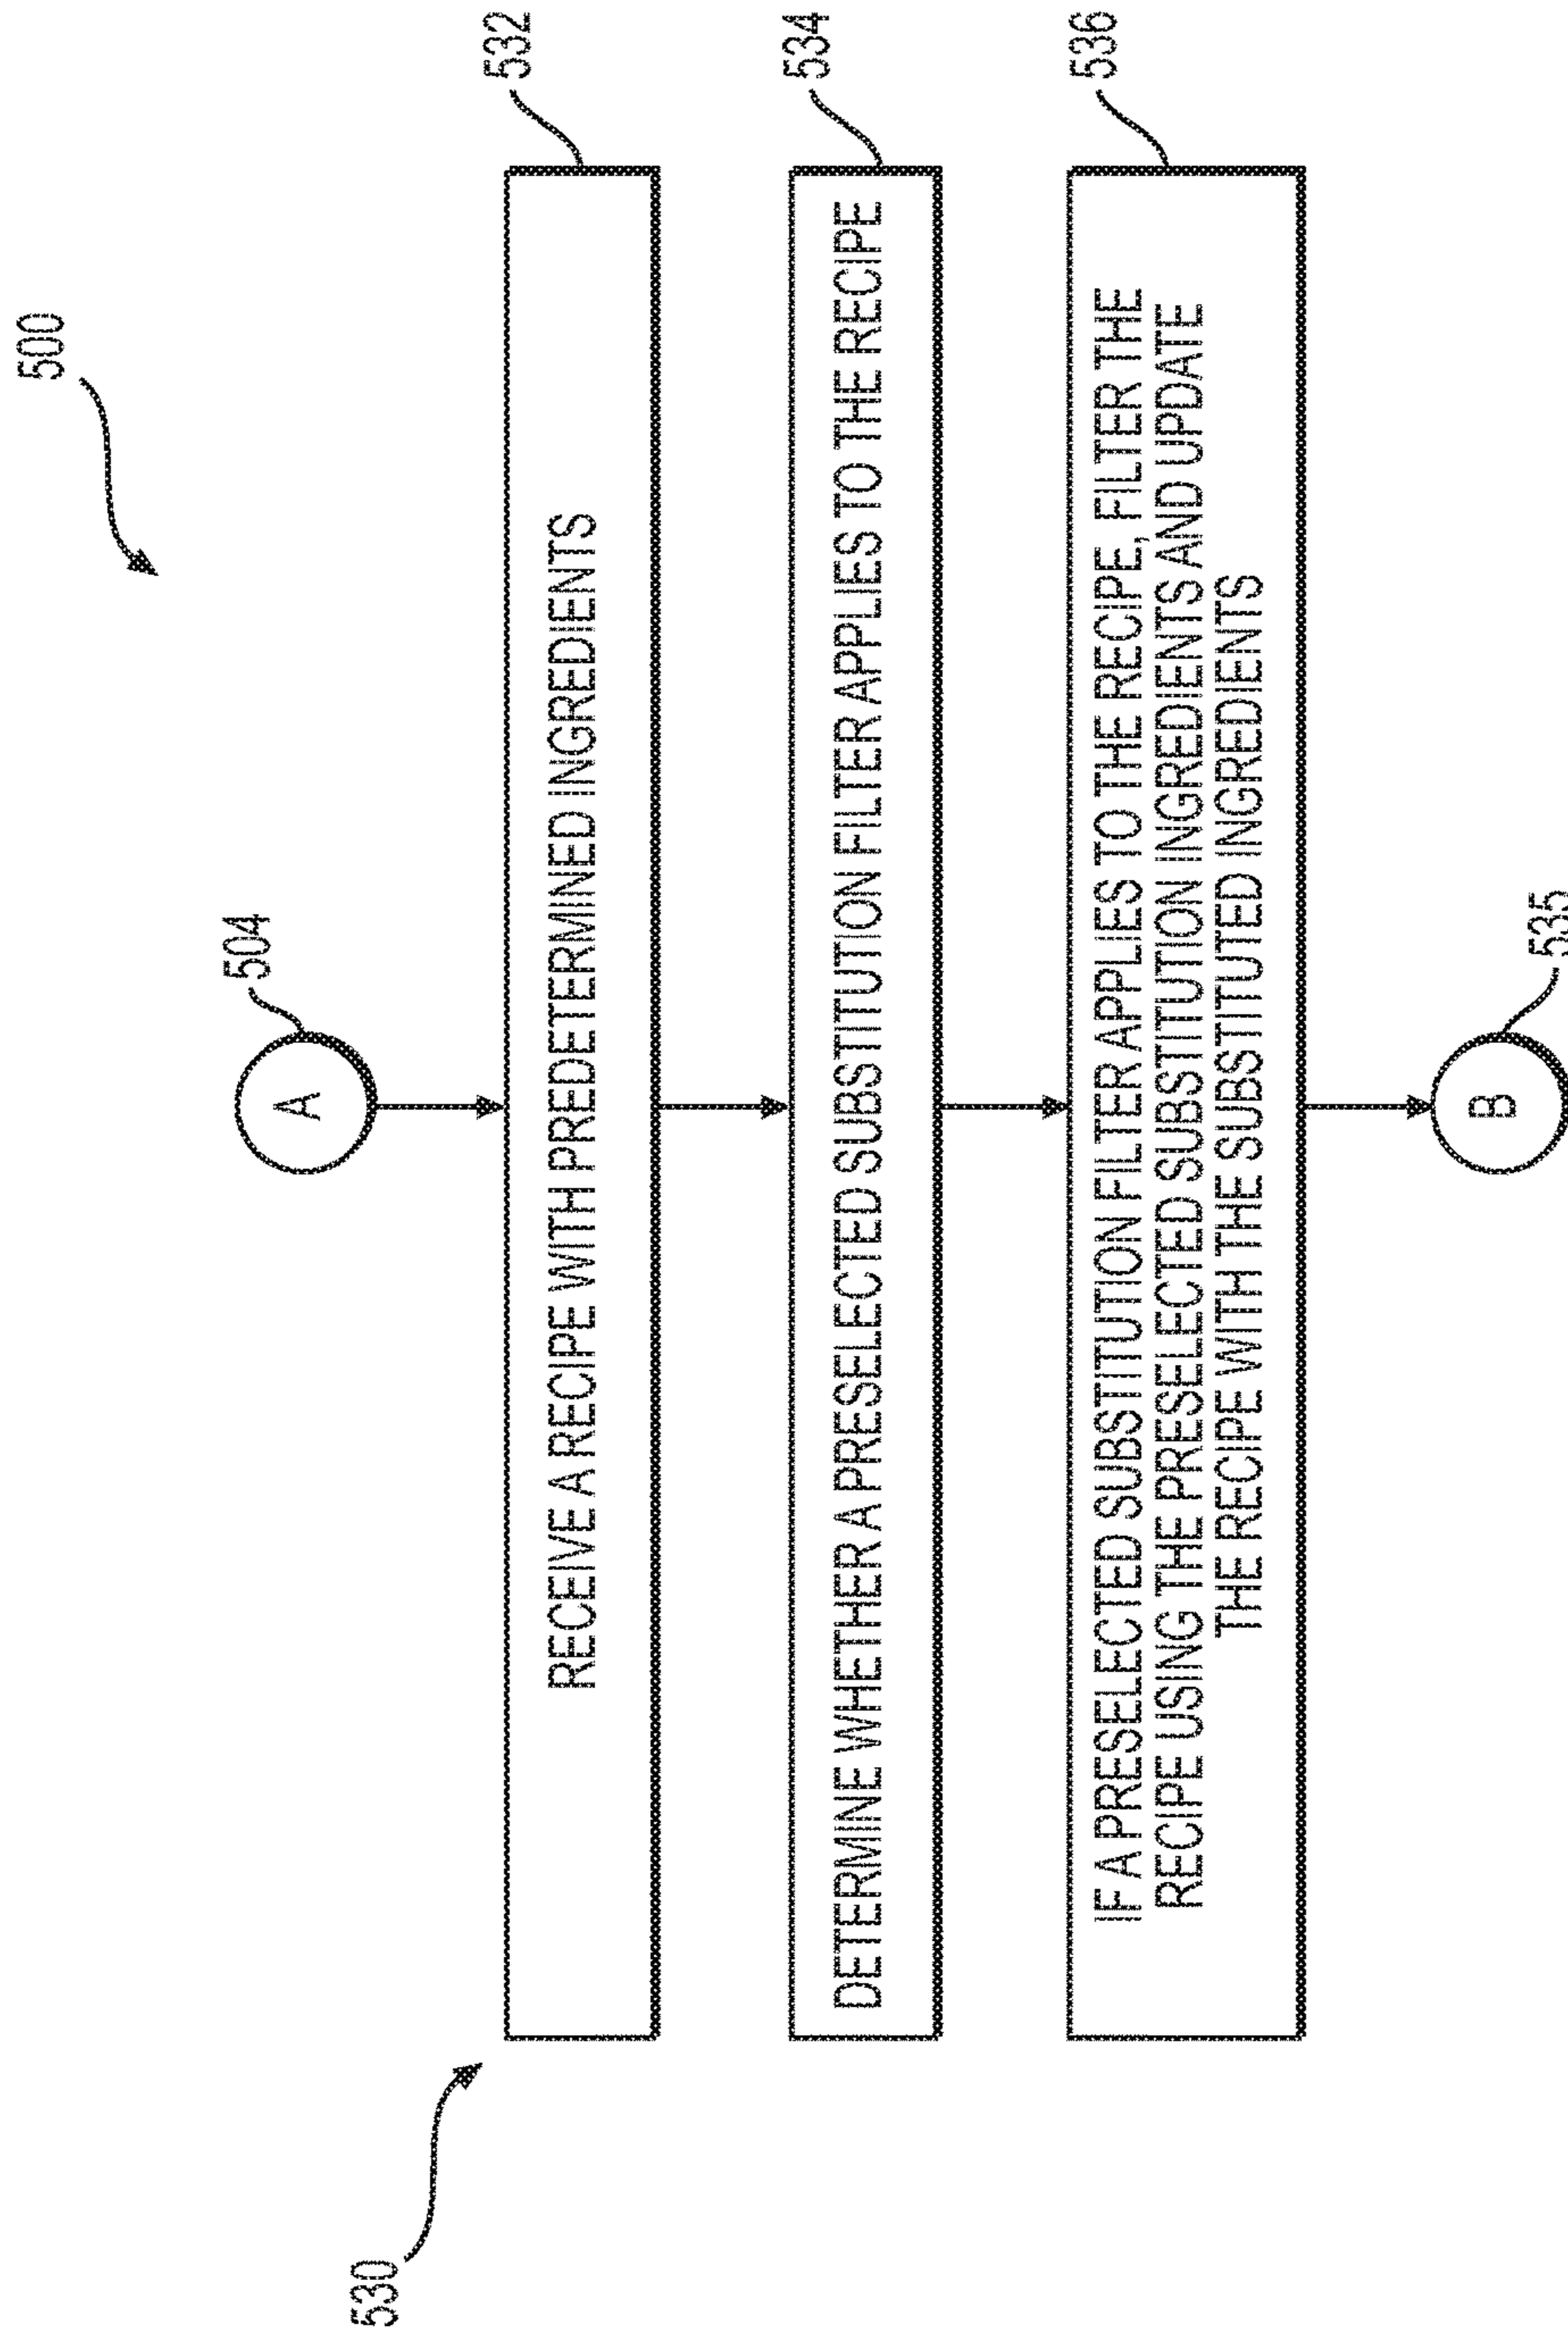 500
504
A
532
RECEIVE A RECIPE WITH PREDETERMINED INGREDIENTS
534
DETERMINE WHETHER A PRESELECTED SUBSTITUTION FILTER APPLIES TO THE RECIPE
536
IF A PRESELECTED SUBSTITUTION FILTER APPLIES TO THE RECIPE, FILTER THE
RECIPE USING THE PRESELECTED SUBSTITUTION INGREDIENTS AND UPDATE
THE RECIPE WITH THE SUBSTITUTED INGREDIENTS
B
535
530